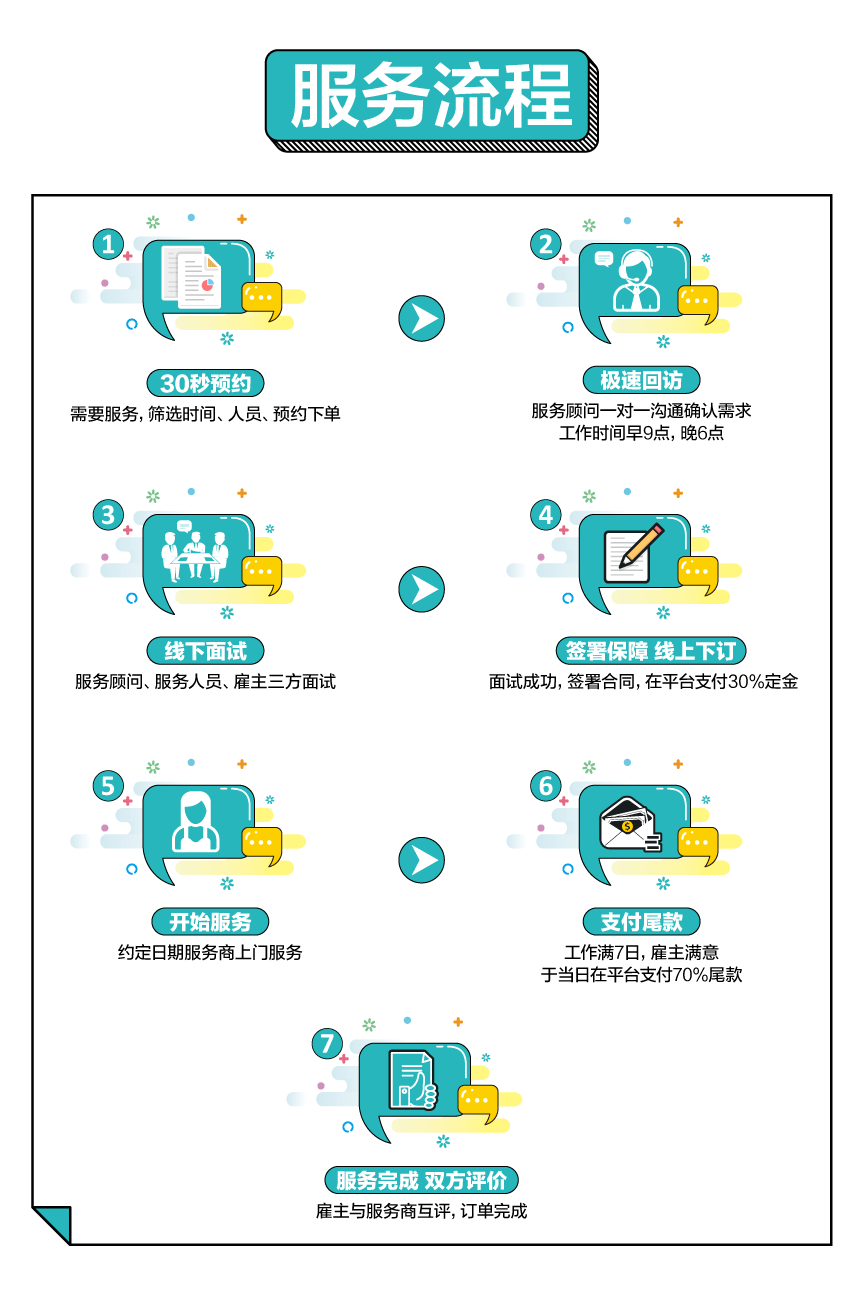 服务流程
1
30秒预约
需要服务，筛选时间、人员、预约下单
2
极速回访
服务顾问一对一沟通确认需求
工作时间早9点，晚6点
3
线下面试
服务顾问、服务人员、雇主三方面试
4
签署保障 线上下订
面试成功，签署合同，在平台支付30%定金
5
开始服务
约定日期服务商上门服务
6
支付尾款
工作满7日，雇主满意
于当日在平台支付70%尾款
7
服务完成 双方评价
雇主与服务商互评，订单完成